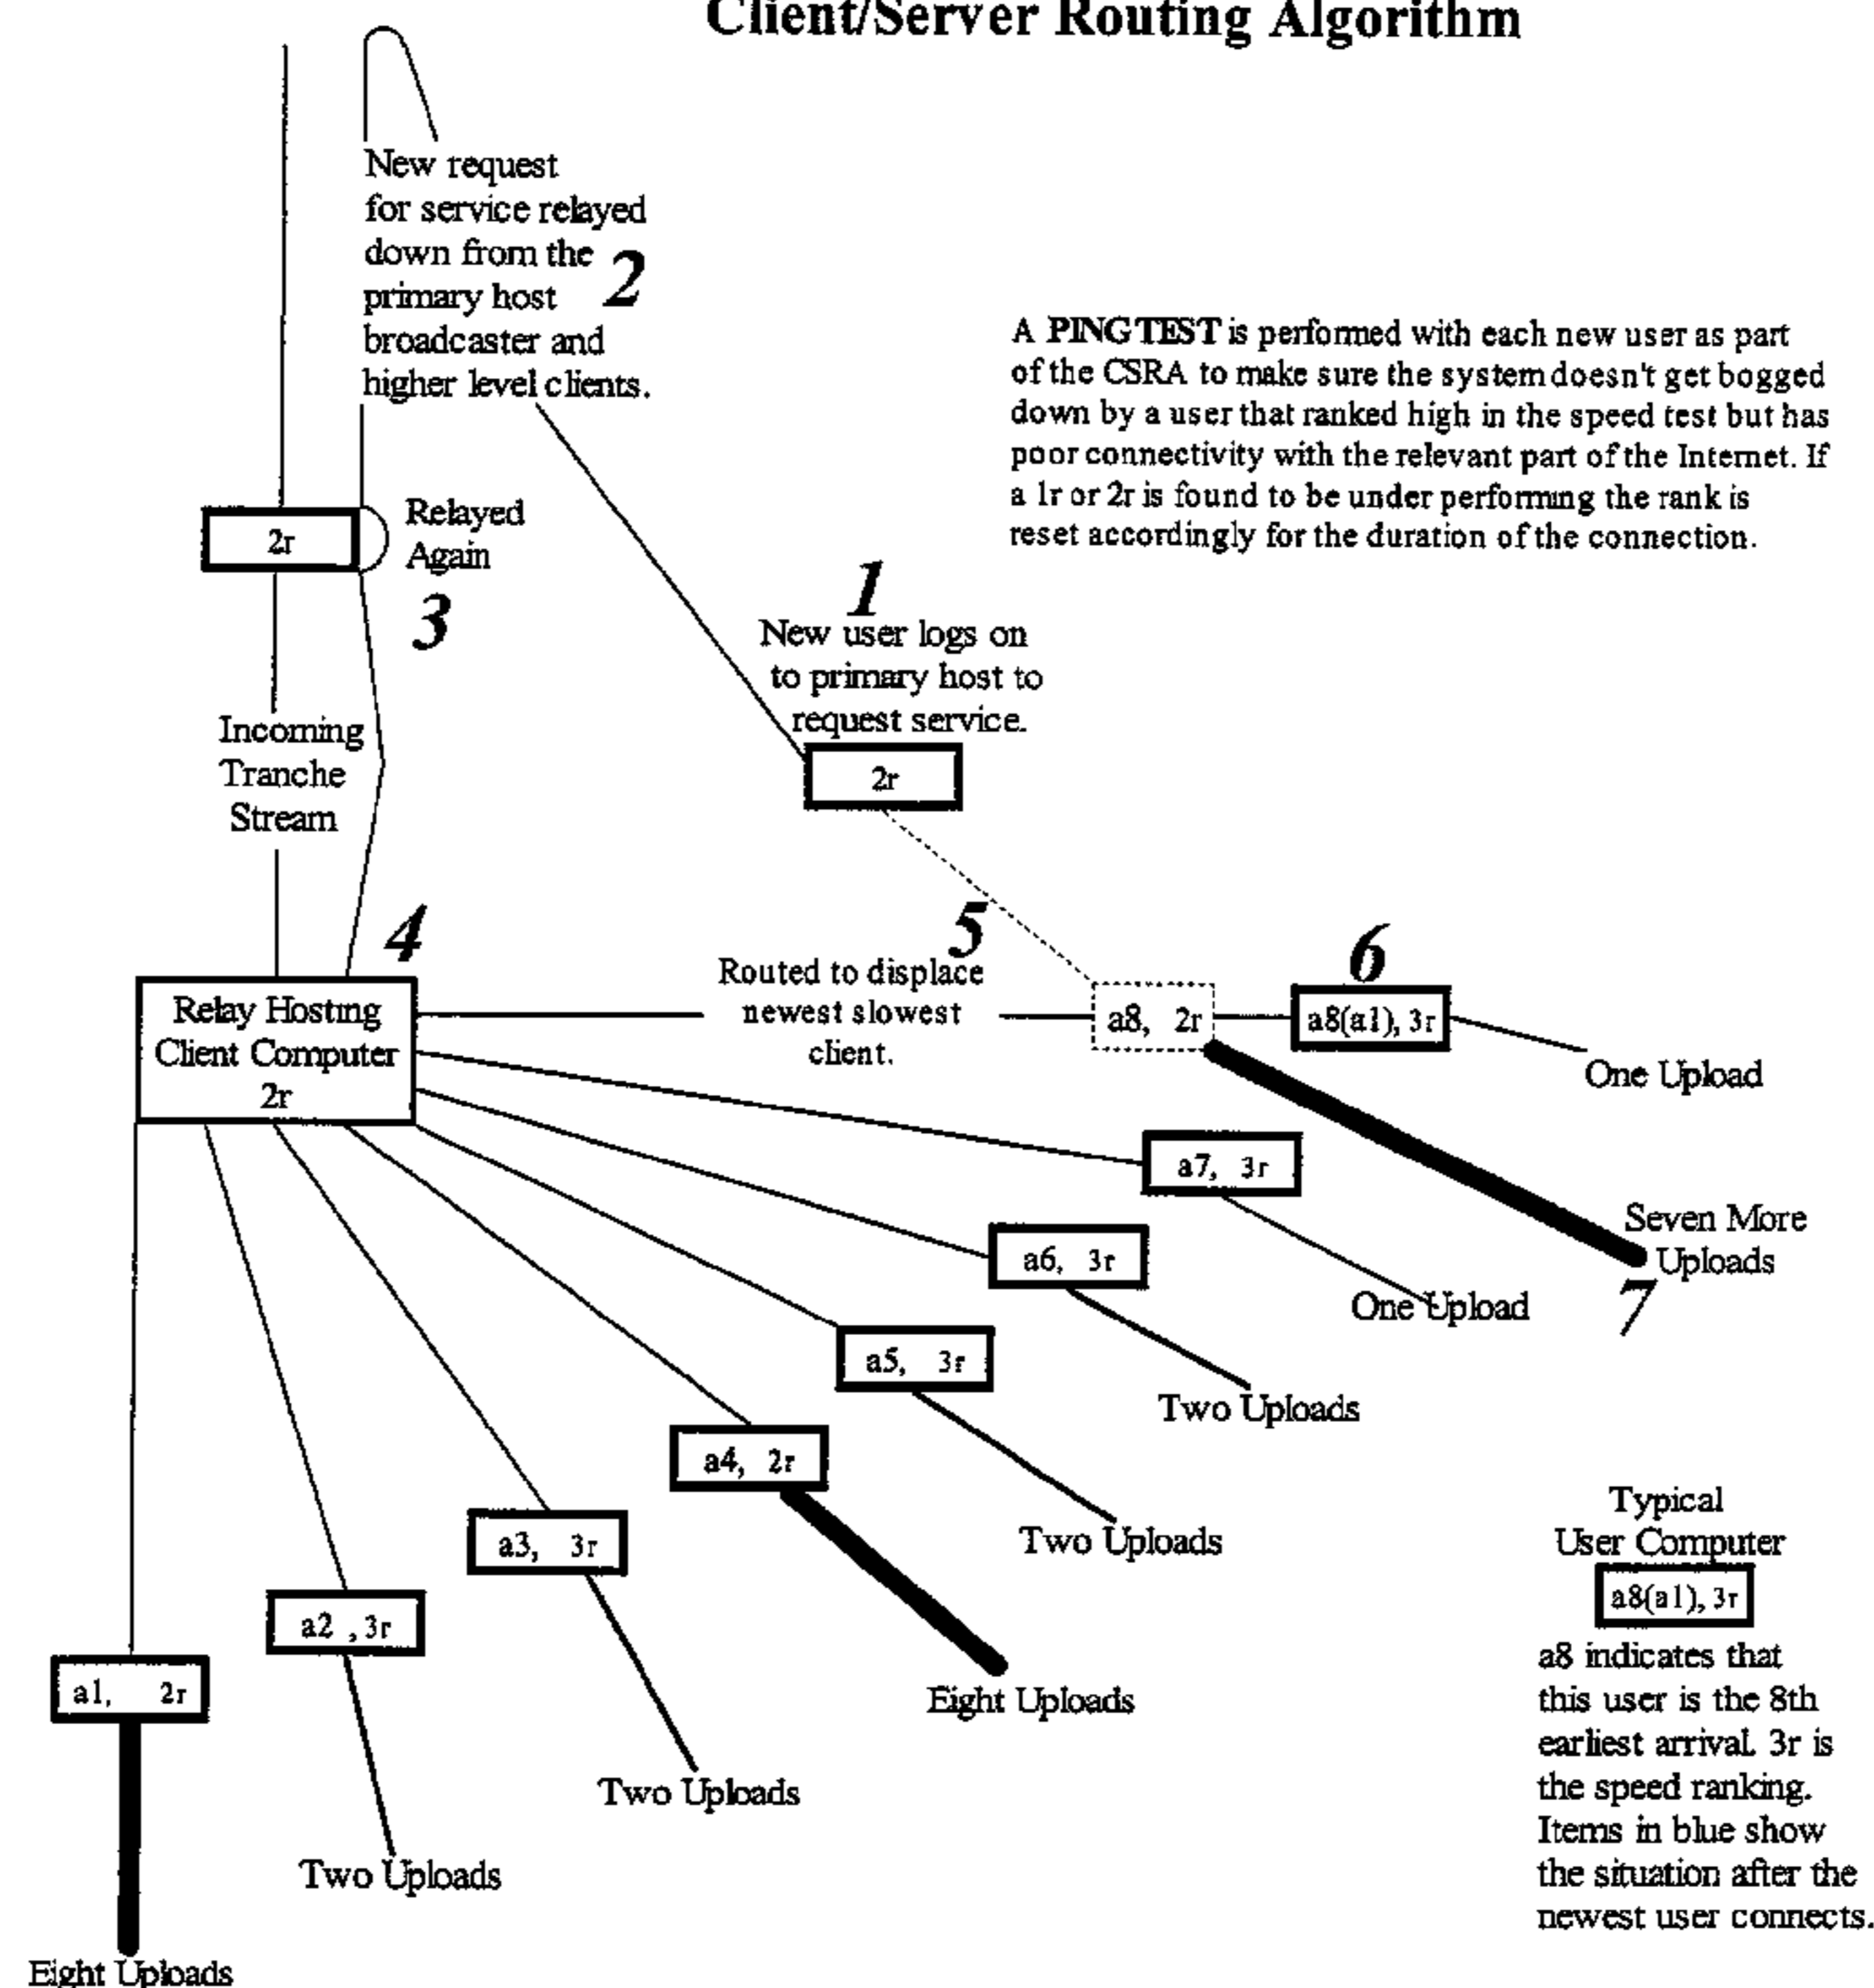 Client/Server Routing Algorithm
New request
for service relayed
down from the
primary host
broadcaster and
higher level clients.
2
A PING TEST is performed with each new user as part
of the CSRA to make sure the system doesn't get bogged
down by a user that ranked high in the speed test but has
poor connectivity with the relevant part of the Internet. If
a 1r or 2r is found to be under performing the rank is
reset accordingly for the duration of the connection.
2r
Relayed
Again
3
1
New user logs on
to primary host to
request service.
2r
Incoming
Tranche
Stream
4
5
6
Relay Hosting
Client Computer
2r
Routed to displace
newest slowest
client.
a8, 2r
a8(a1), 3r
One Upload
a7, 3r
One Upload
Seven More
Uploads
7
a6, 3r
Two Uploads
a5, 3r
Two Uploads
a4, 2r
Eight Uploads
a3, 3r
Two Uploads
a2 , 3r
Two Uploads
a1, 2r
Eight Uploads
Typical
User Computer
a8(a1), 3r
a8 indicates that
this user is the 8th
earliest arrival. 3r is
the speed ranking.
Items in blue show
the situation after the
newest user connects.